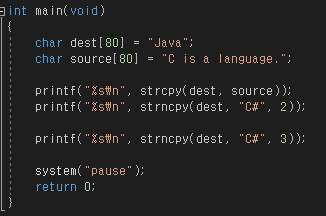 int main(void)
{
char dest[80] = "Java";
char source[80] = "C is a language.";
printf("%s₩n", strcpy(dest, source));
printf("%s₩n", strncpy(dest, "C#", 2));
printf("%s₩n", strncpy(dest, "C#", 3));
system("pause");
return 0;
}